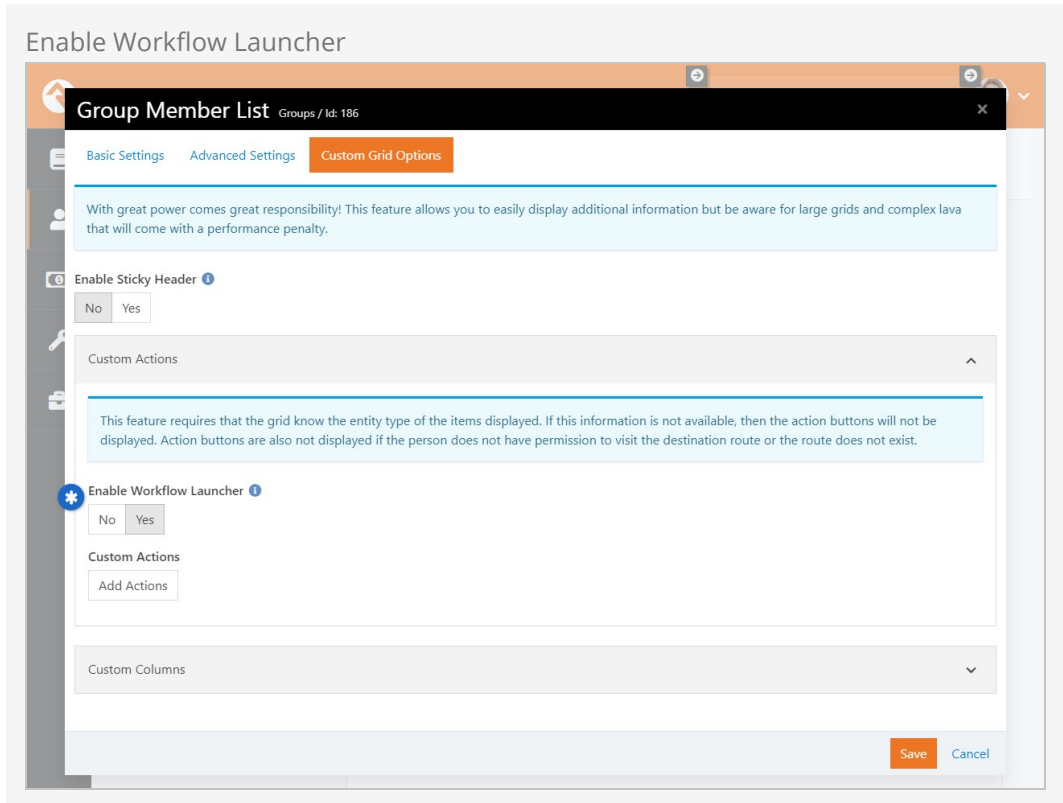 Enable Workflow Launcher
Group Member List Groups / Id: 186 ×
Basic Settings Advanced Settings Custom Grid Options
With great power comes great responsibility! This feature allows you to easily display additional information but be aware for large grids and complex lava
that will come with a performance penalty.
Enable Sticky Header
No Yes
Custom Actions
This feature requires that the grid know the entity type of the items displayed. If this information is not available, then the action buttons will not be
displayed. Action buttons are also not displayed if the person does not have permission to visit the destination route or the route does not exist.
Enable Workflow Launcher
No Yes
Custom Actions
Add Actions
Custom Columns
Save Cancel